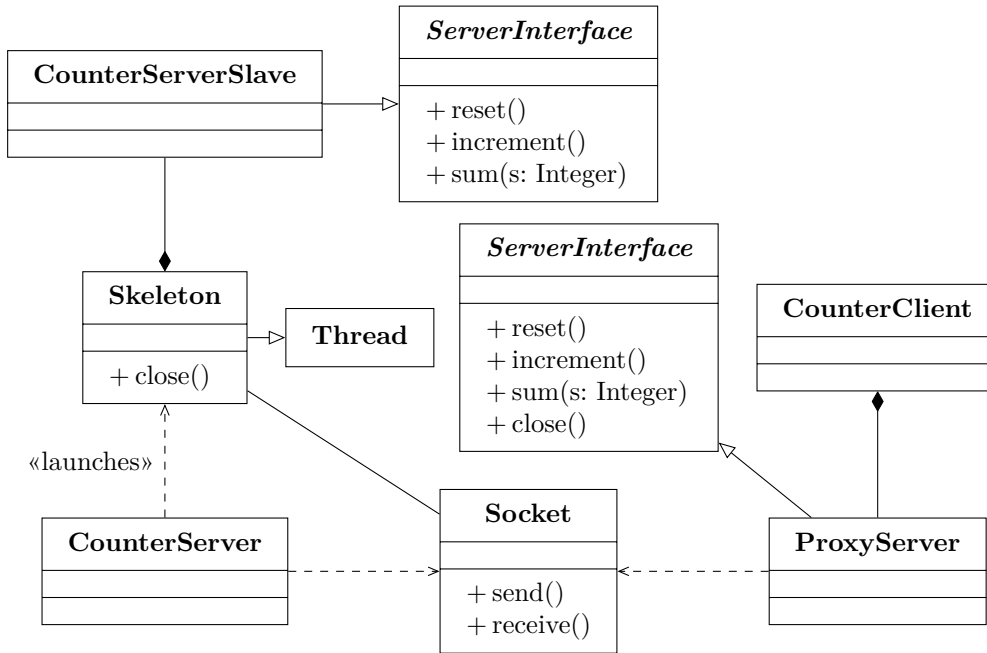 ServerInterface
+ reset()
+ increment()
+ sum(s: Integer)
CounterServerSlave
ServerInterface
+ reset()
+ increment()
+ sum(s: Integer)
+ close()
Skeleton
+ close()
Thread
CounterClient
«launches»
CounterServer
Socket
+ send()
+ receive()
ProxyServer